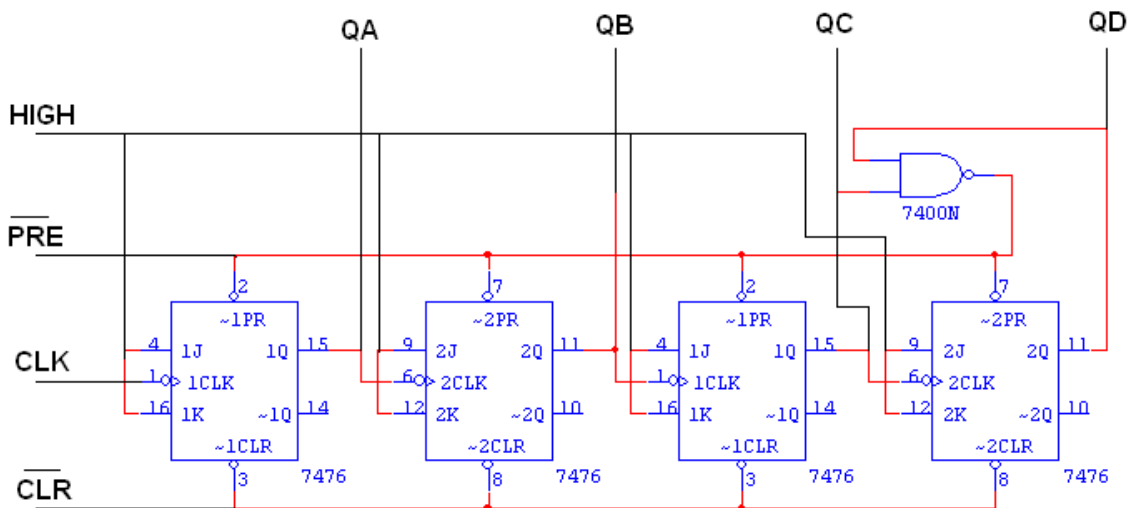 QA QB QC QD
HIGH
7400N
PRE
2 7 2 7
~1PR ~2PR ~1PR ~2PR
4 1J 1Q 15 9 2J 2Q 11 4 1J 1Q 15 9 2J 2Q 11
CLK 1 1CLK 6 2CLK 1 1CLK 6 2CLK
16 1K ~1Q 14 12 2K ~2Q 10 16 1K ~1Q 14 12 2K ~2Q 10
~1CLR ~2CLR ~1CLR ~2CLR
CLR 3 7476 8 7476 3 7476 8 7476